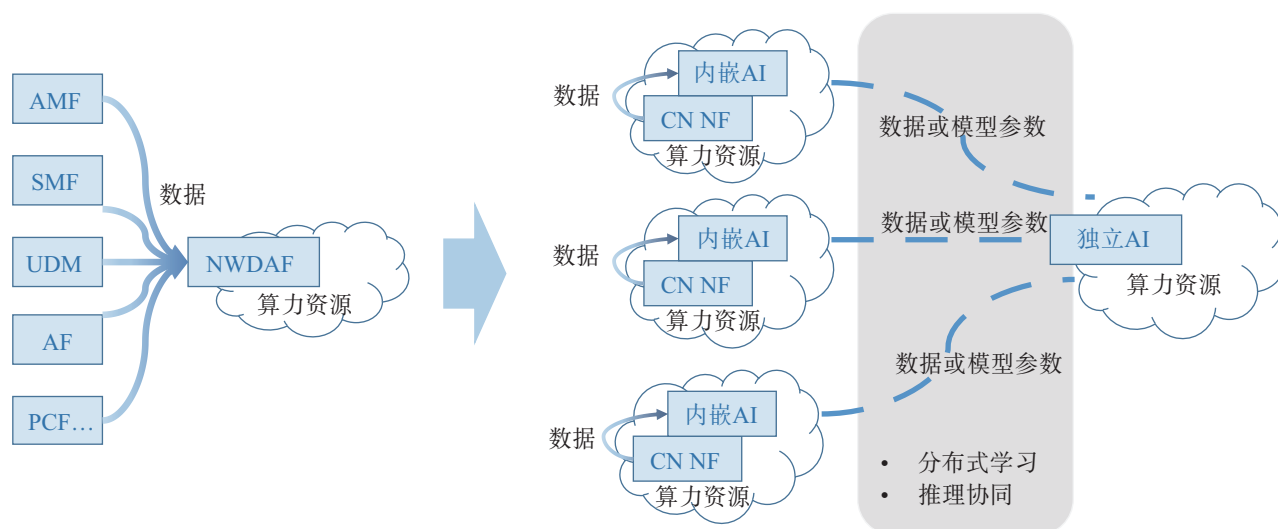 AMF
SMF
UDM
AF
PCF…
数据
NWDAF
算力资源
数据
内嵌AI
CN NF
算力资源
数据
内嵌AI
CN NF
算力资源
数据
内嵌AI
CN NF
算力资源
数据或模型参数
数据或模型参数
数据或模型参数
• 分布式学习
• 推理协同
独立AI
算力资源